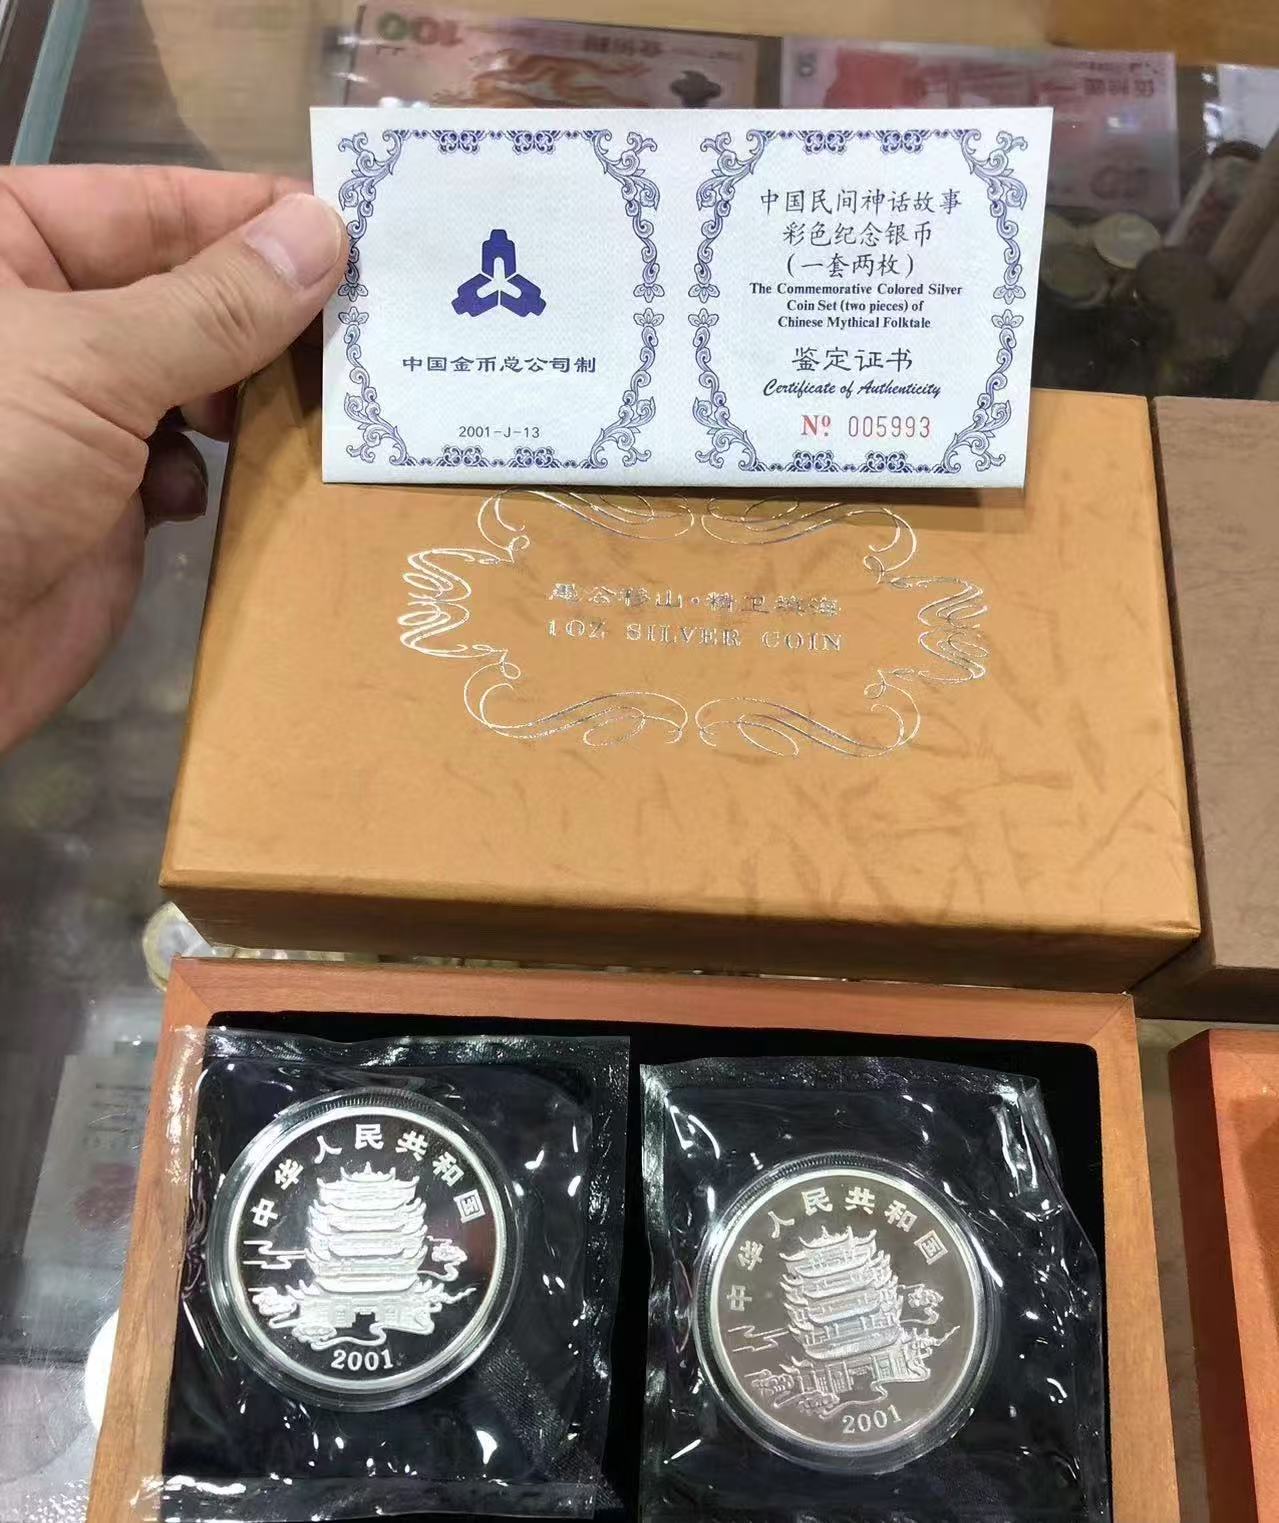 100
中国金币总公司制
2001-J-13
中国民间神话故事
彩色纪念银币
(一套两枚)
The Commemorative Colored Silver
Coin Set (two pieces) of
Chinese Mythical Folktale
鉴定证书
Certificate of Authenticity
Nº 005993
愚公移山·精卫填海
1OZ SILVER COIN
中华人民共和国
2001
中华人民共和国
2001